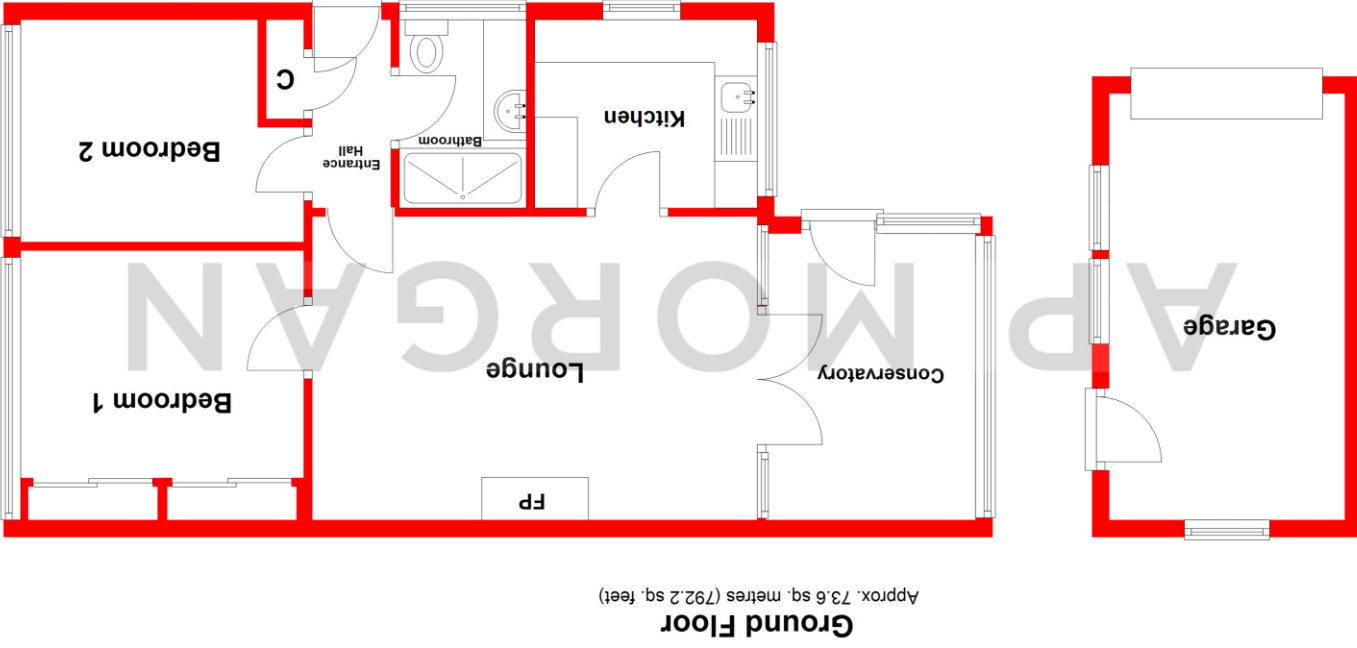 Ground Floor
Approx. 73.6 sq. metres (792.2 sq. feet)
FP
Garage
Conservatory
Lounge
Bedroom 1
AP MORGAN
Kitchen
Bathroom
Entrance
Hall
Bedroom 2
C